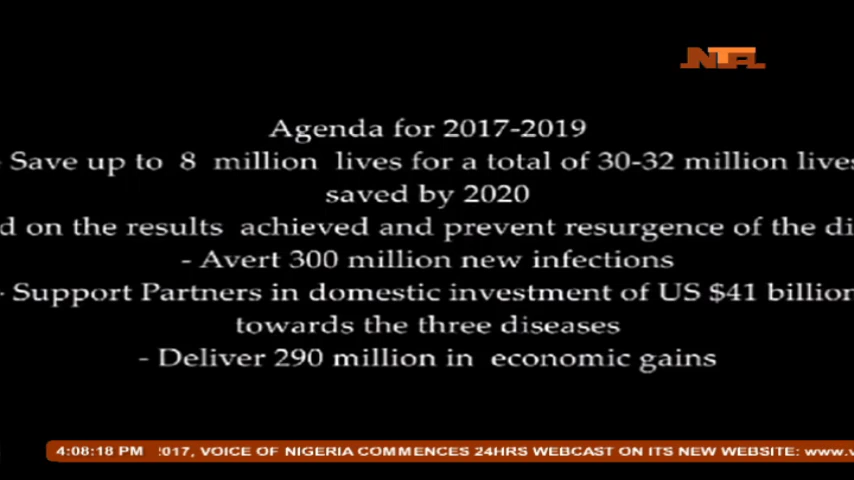 NTA
Agenda for 2017-2019
- Save up to 8 million lives for a total of 30-32 million lives
saved by 2020
d on the results achieved and prevent resurgence of the di
- Avert 300 million new infections
- Support Partners in domestic investment of US $41 billion
towards the three diseases
- Deliver 290 million in economic gains
4:08:18 PM 2017, VOICE OF NIGERIA COMMENCES 24HRS WEBCAST ON ITS NEW WEBSITE: www.v